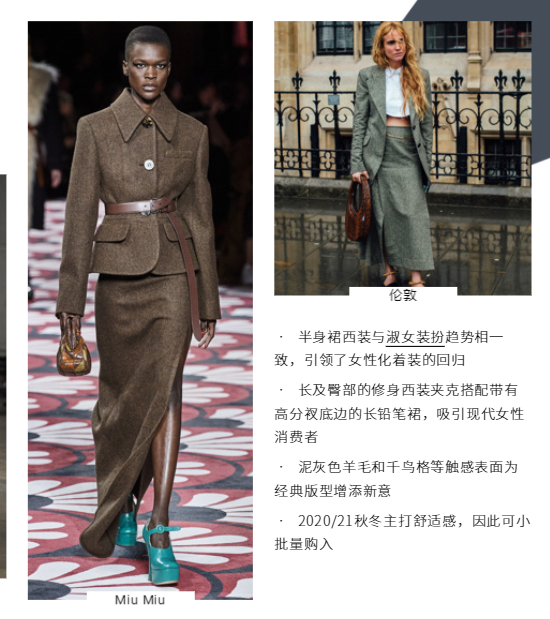 Miu Miu
伦敦
· 半身裙西装与淑女装扮趋势相一
致，引领了女性化着装的回归
· 长及臀部的修身西装夹克搭配带有
高分衩底边的长铅笔裙，吸引现代女性
消费者
· 泥灰色羊毛和千鸟格等触感表面为
经典版型增添新意
· 2020/21秋冬主打舒适感，因此可小
批量购入